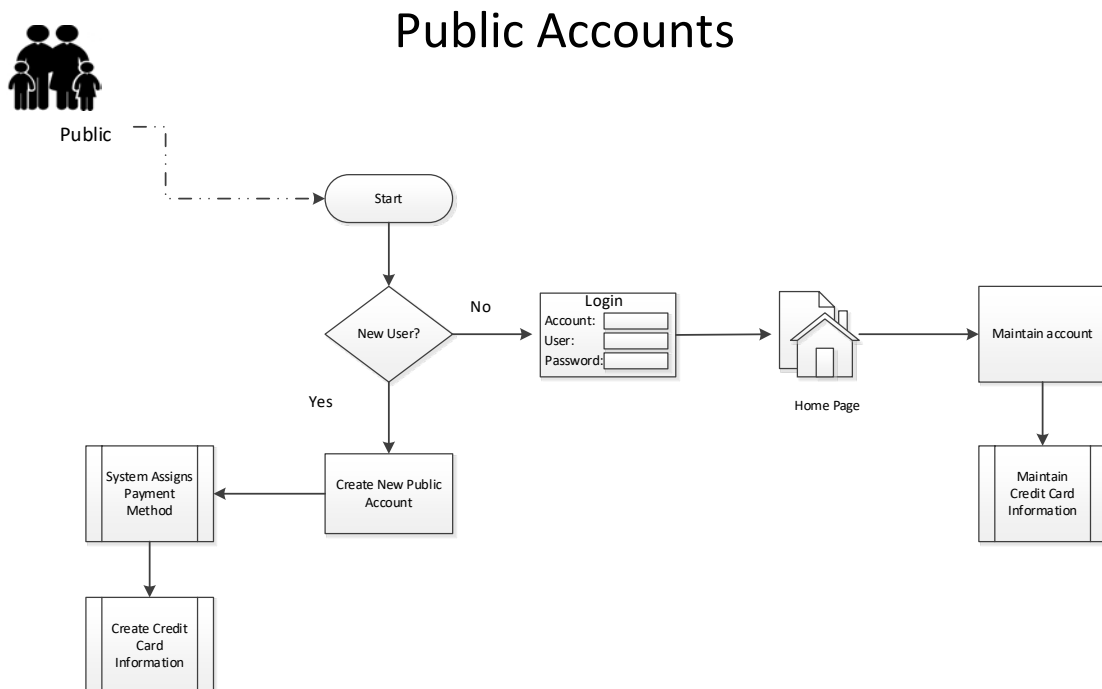 Public Accounts
Public
Start
New User?
No
Login
Account:
User:
Password:
Home Page
Maintain account
Yes
System Assigns
Payment
Method
Create New Public
Account
Maintain
Credit Card
Information
Create Credit
Card
Information